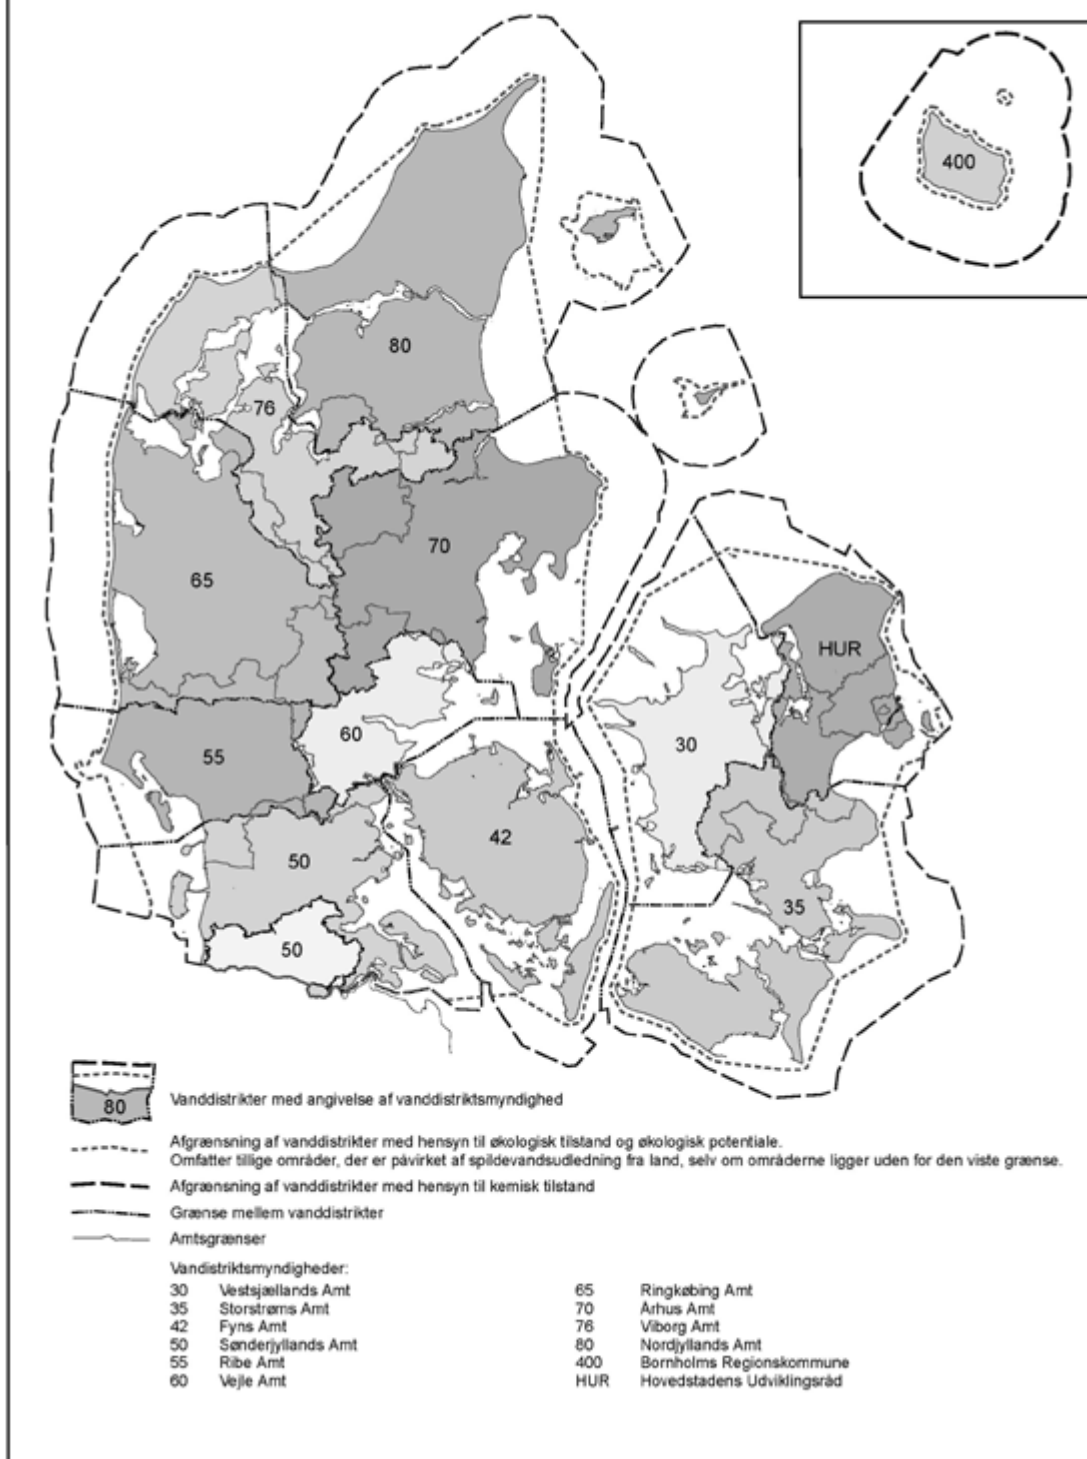 400
80
76
70
65
HUR
30
60
55
42
50
35
50
80
Vanddistrikter med angivelse af vanddistriktsmyndighed
Afgrænsning af vanddistrikter med hensyn til økologisk tilstand og økologisk potentiale.
Omfatter tillige områder, der er påvirket af spildevandsudledning fra land, selv om områderne ligger uden for den viste grænse.
Afgrænsning af vanddistrikter med hensyn til kemisk tilstand
Grænse mellem vanddistrikter
Amtsgrænser
Vandistriktsmyndigheder:
30 Vestsjællands Amt
35 Storstrøms Amt
42 Fyns Amt
50 Sønderjyllands Amt
55 Ribe Amt
60 Vejle Amt
65 Ringkøbing Amt
70 Århus Amt
76 Viborg Amt
80 Nordjyllands Amt
400 Bornholms Regionskommune
HUR Hovedstadens Udviklingsråd